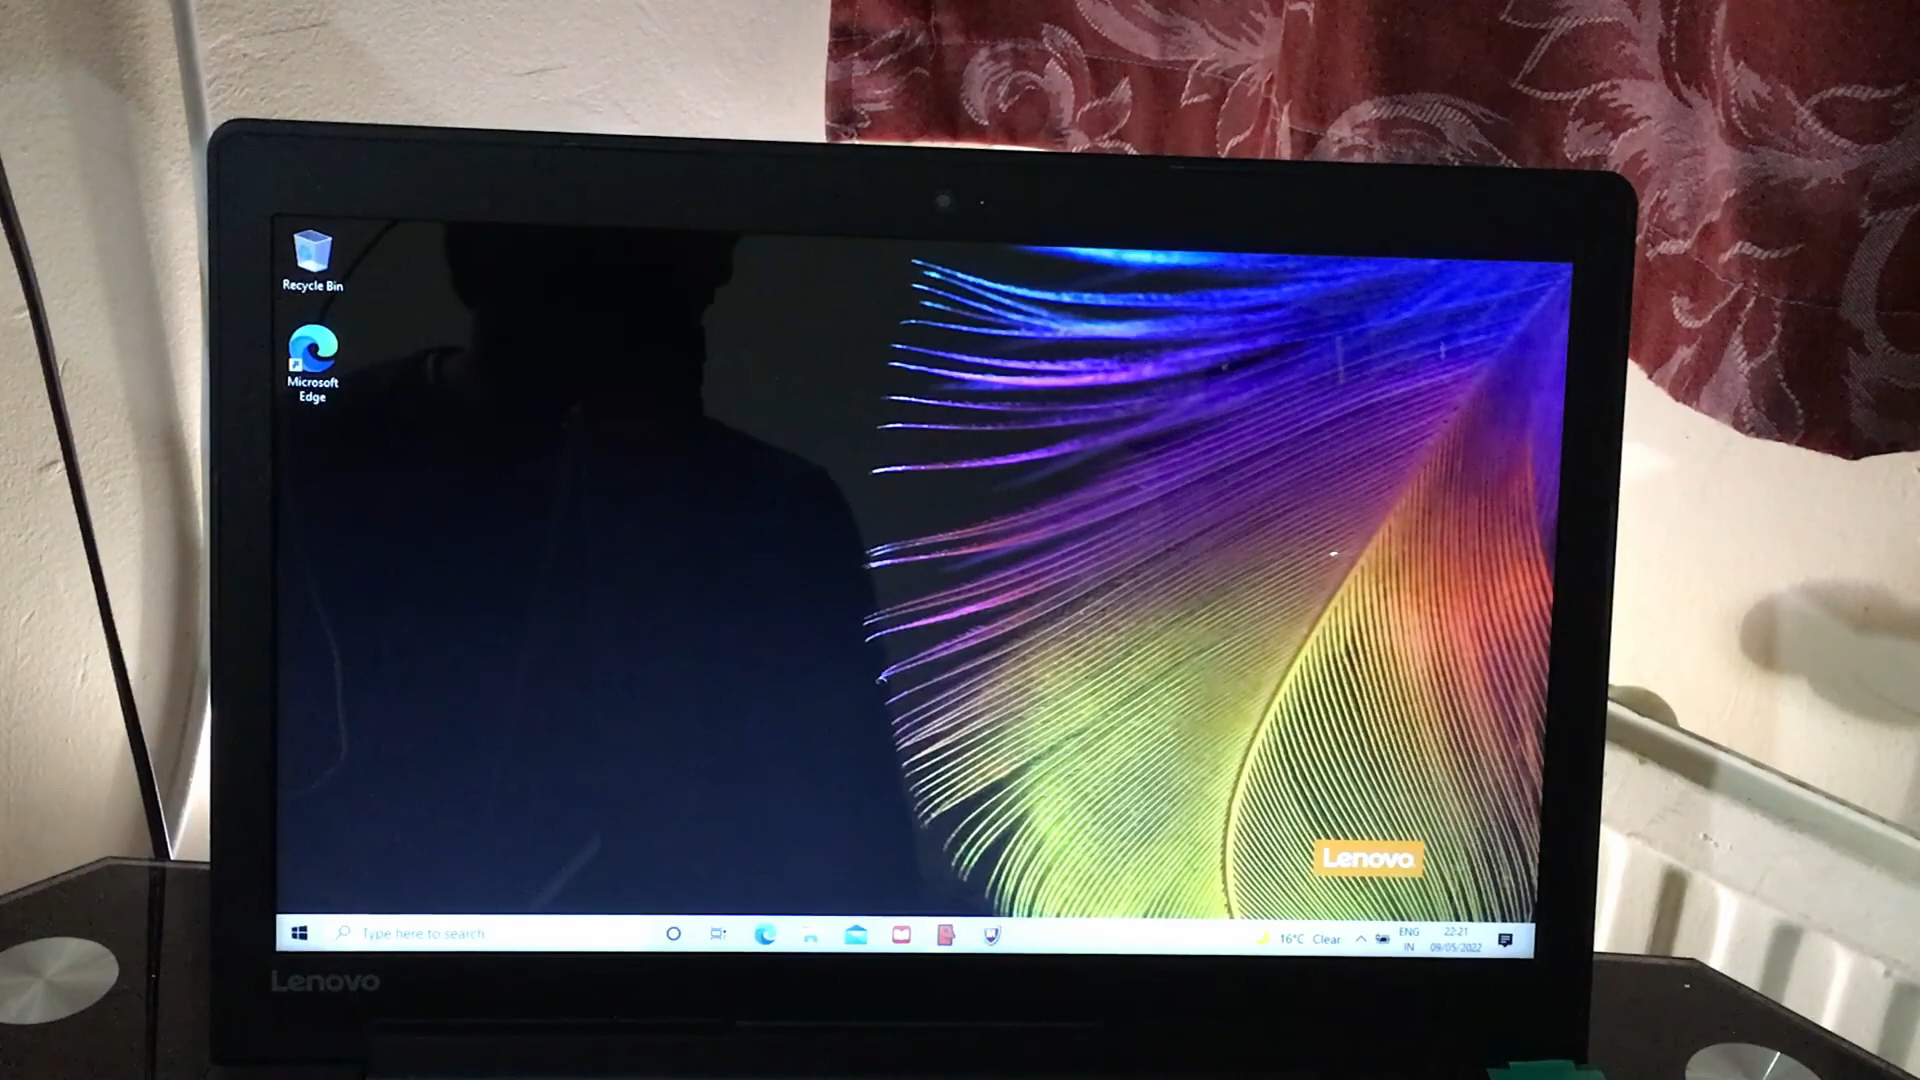 Recycle Bin
Microsoft
Edge
Lenovo
Type here to search
16°C Clear
ENG
IN
22:21
09/05/2022
Lenovo